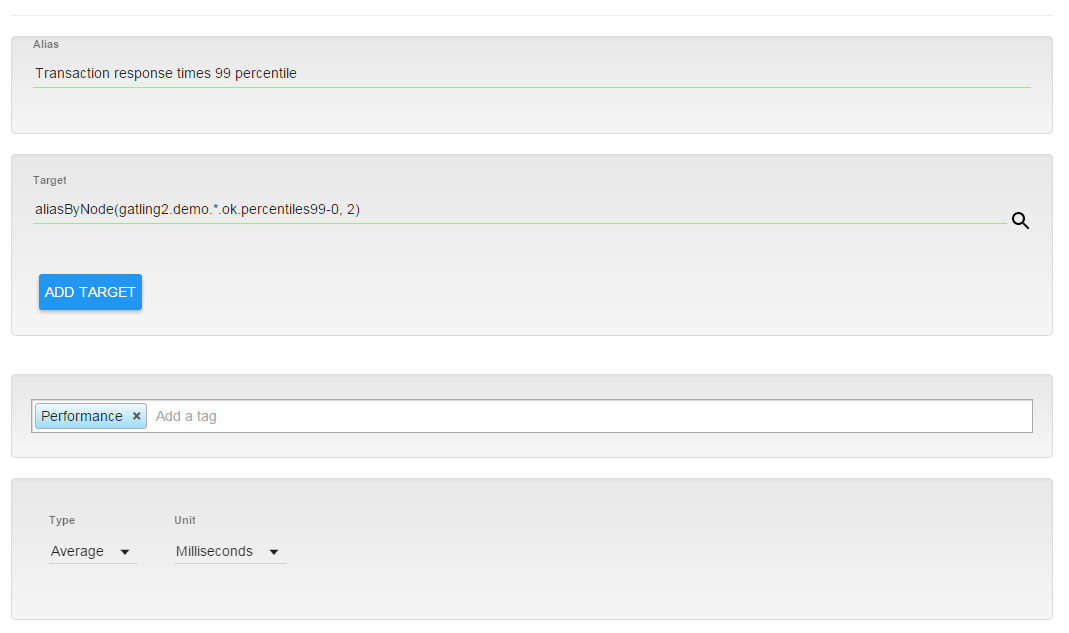 Alias
Transaction response times 99 percentile
Target
aliasByNode(gatling2.demo.*.ok.percentiles99-0, 2)
ADD TARGET
Performance × Add a tag
Type Unit
Average Milliseconds